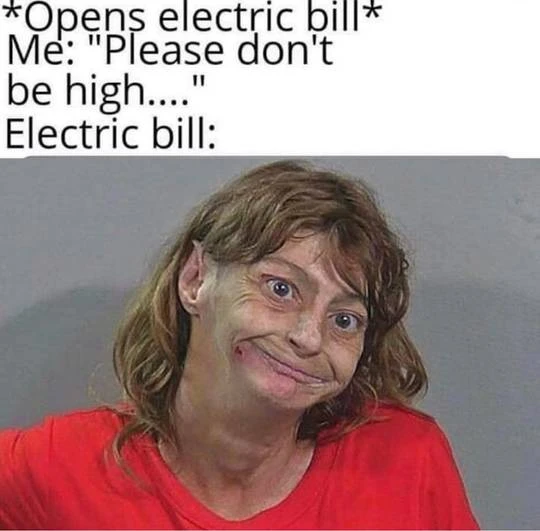 *Opens electric bill*
Me: "Please don't
be high...."
Electric bill: